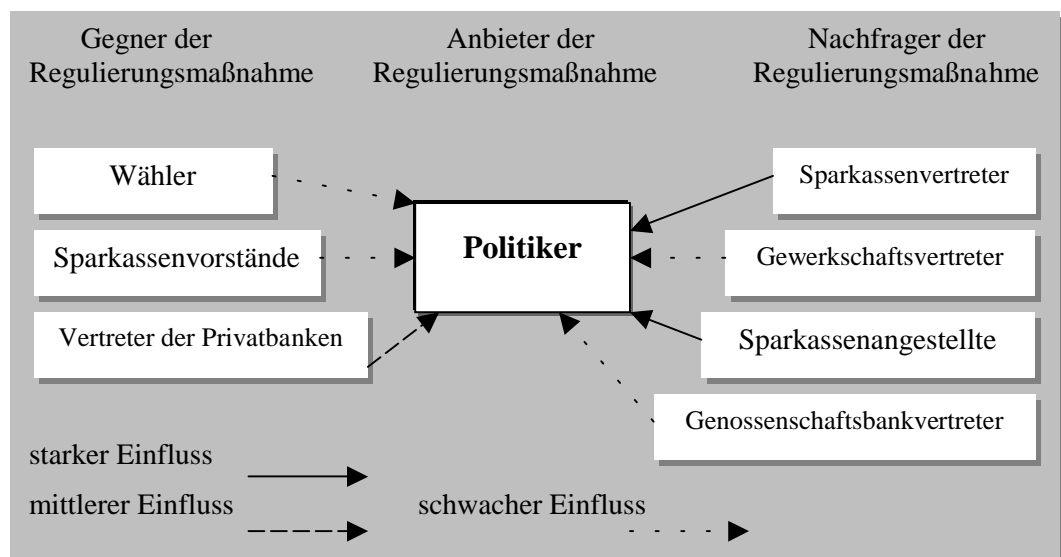 Gegner der
Regulierungsmaßnahme
Anbieter der
Regulierungsmaßnahme
Nachfrager der
Regulierungsmaßnahme
Wähler
Sparkassenvorstände
Vertreter der Privatbanken
Politiker
Sparkassenvertreter
Gewerkschaftsvertreter
Sparkassenangestellte
Genossenschaftsbankvertreter
starker Einfluss
mittlerer Einfluss
schwacher Einfluss